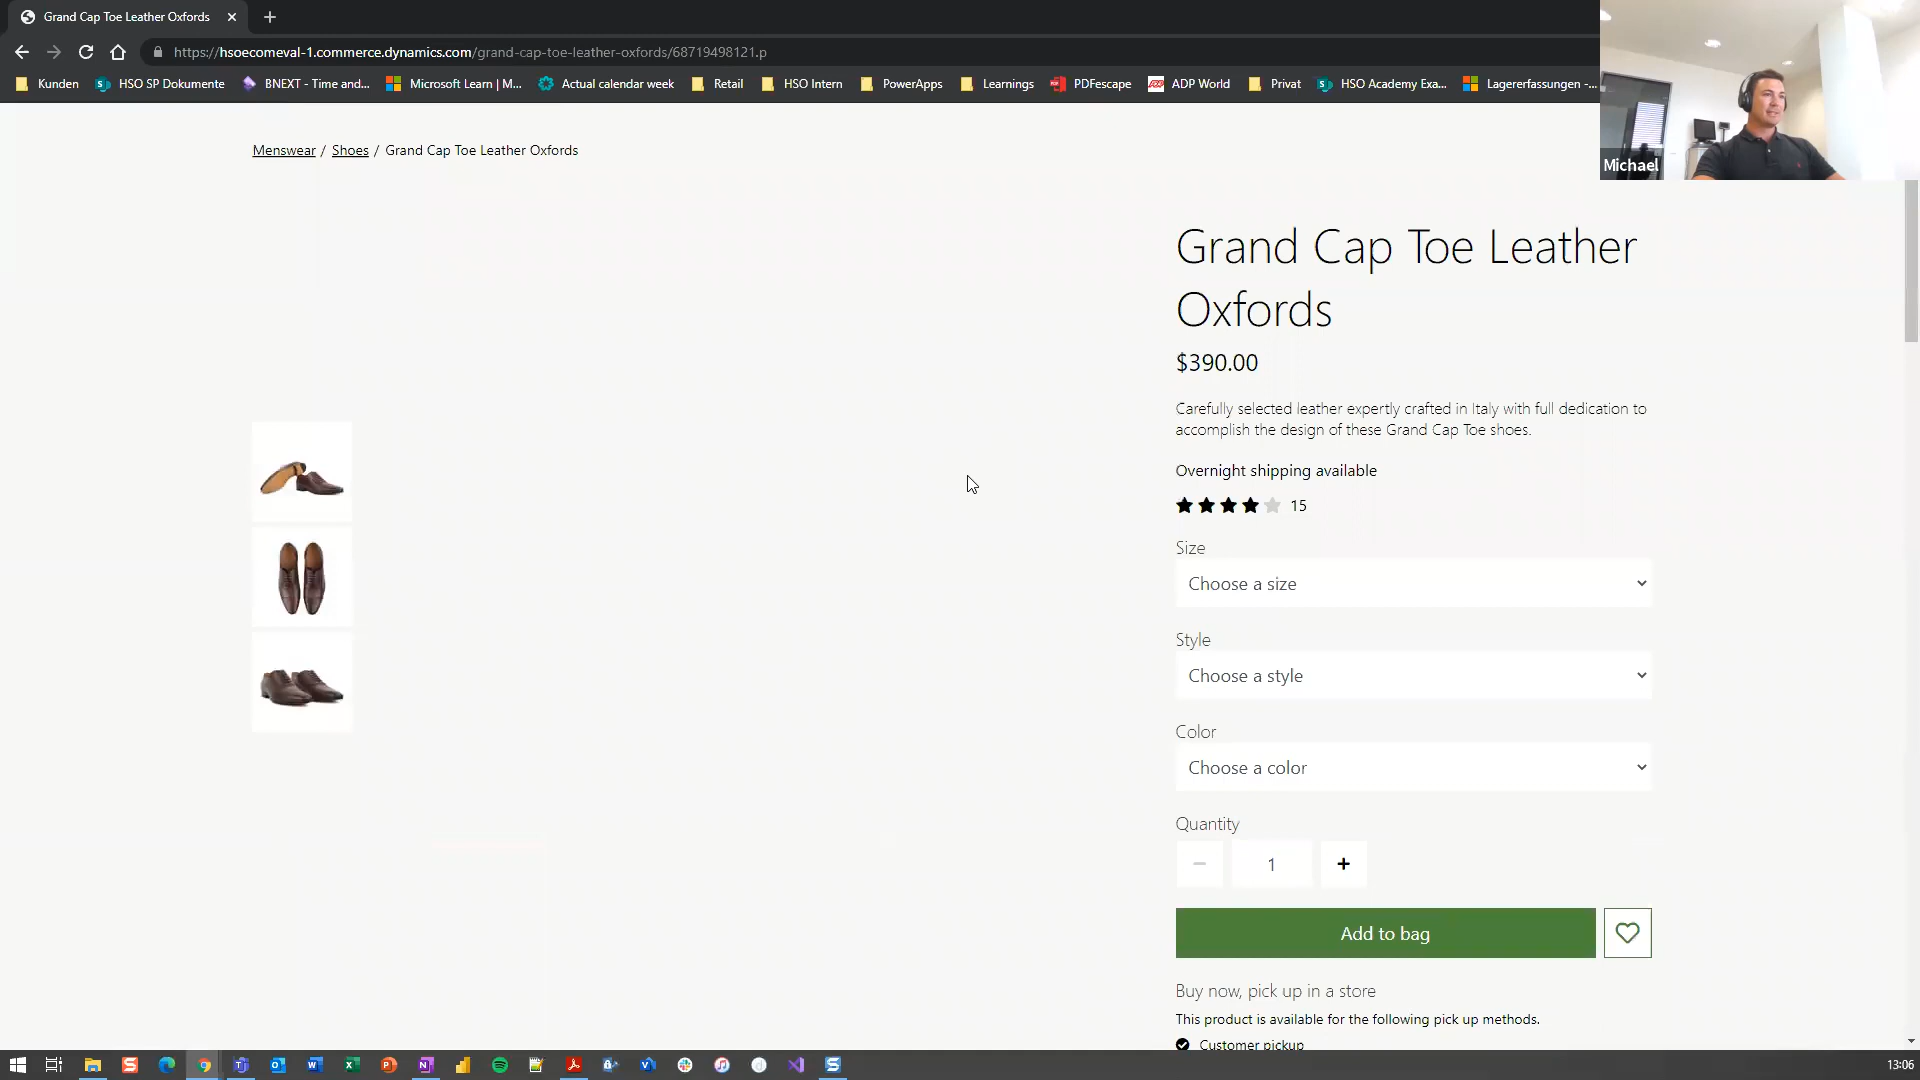 Grand Cap Toe Leather Oxfords
https://hsoecomeval-1.commerce.dynamics.com/grand-cap-toe-leather-oxfords/68719498121.p
Kunden HSO SP Dokumente BNEXT - Time and... Microsoft Learn | M... Actual calendar week Retail HSO Intern PowerApps Learnings PDFescape ADP World Privat HSO Academy Exa... Lagererfassungen -...
Michael
Menswear / Shoes / Grand Cap Toe Leather Oxfords
Grand Cap Toe Leather
Oxfords
$390.00
Carefully selected leather expertly crafted in Italy with full dedication to
accomplish the design of these Grand Cap Toe shoes.
Overnight shipping available
15
Size
Choose a size
Style
Choose a style
Color
Choose a color
Quantity
1
Add to bag
Buy now, pick up in a store
This product is available for the following pick up methods.
Customer pickup
13:06